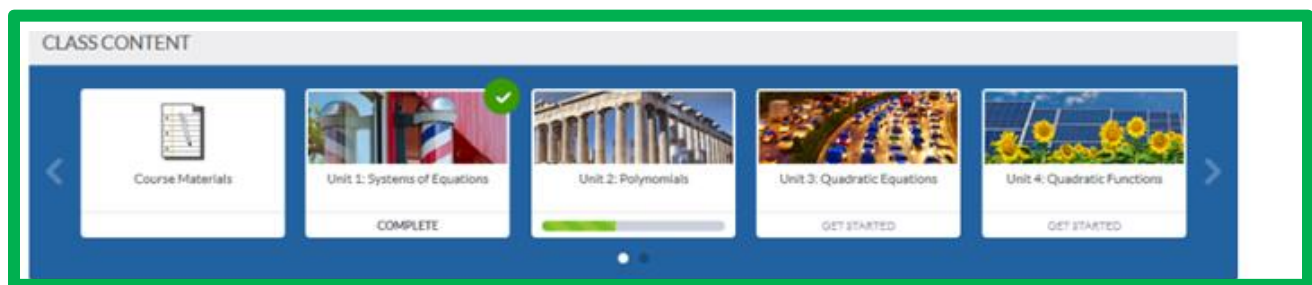 CLASS CONTENT
Course Materials
Unit 1: Systems of Equations
COMPLETE
Unit 2: Polynomials
Unit 3: Quadratic Equations
GET STARTED
Unit 4: Quadratic Functions
GET STARTED